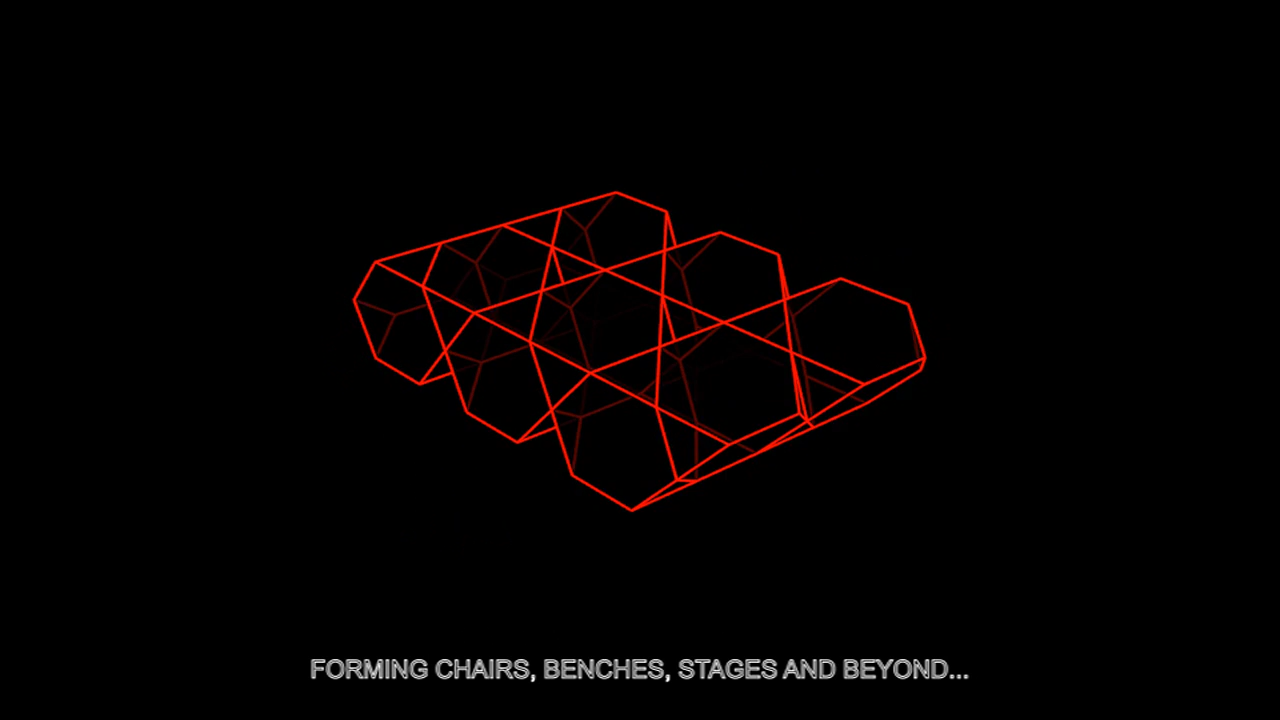 FORMING CHAIRS, BENCHES, STAGES AND BEYOND...